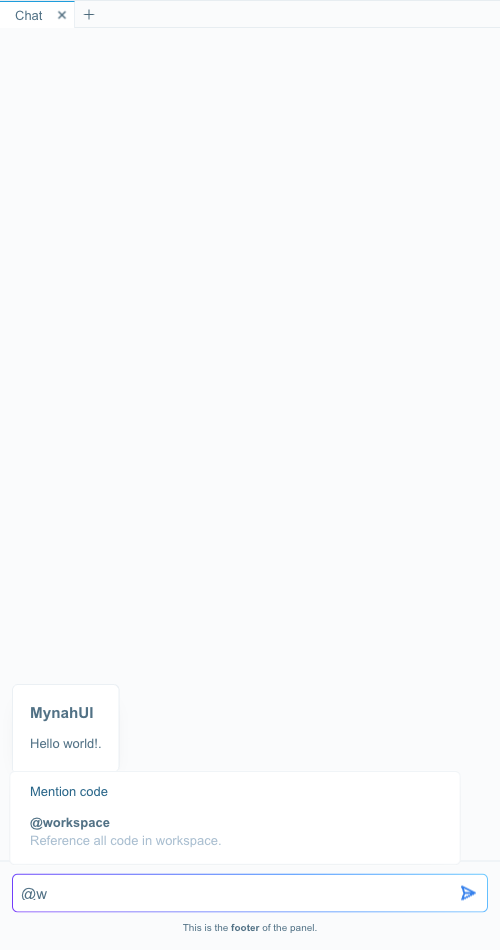 Chat
MynahUI
Hello world!.
Mention code
@workspace
Reference all code in workspace.
@w
This is the footer of the panel.